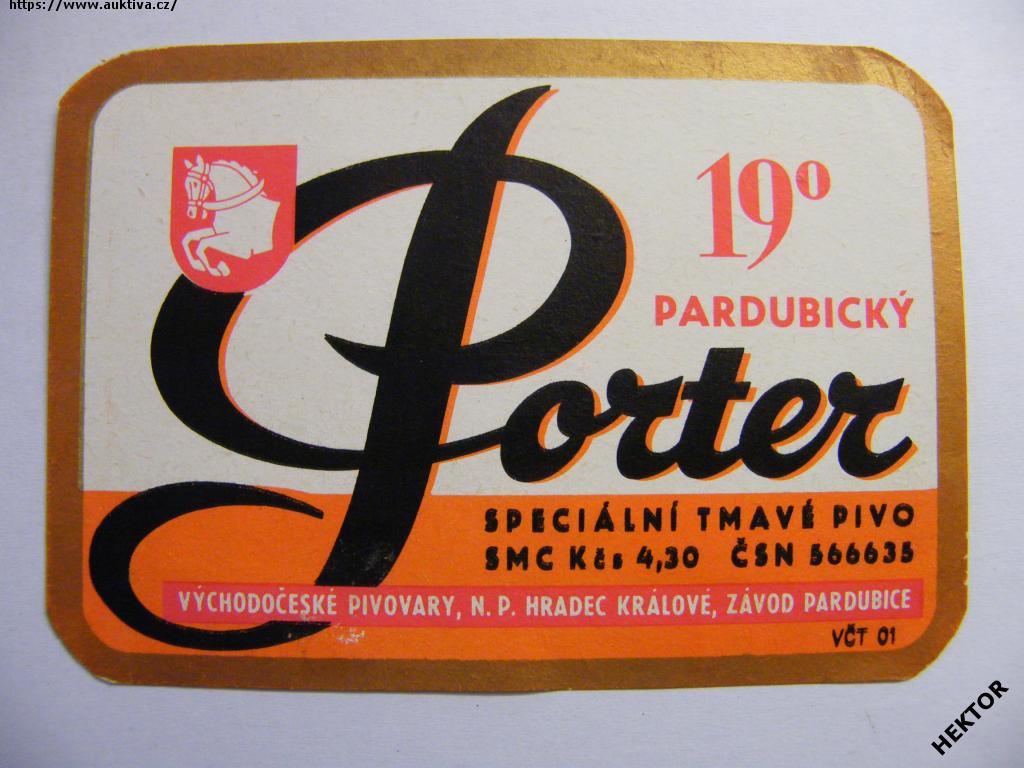 https://www.auktiva.cz/
19°
PARDUBICKÝ
Porter
SPECIÁLNÍ TMAVÉ PIVO
SMC Kčs 4,30 ČSN 566635
VÝCHODOČESKÉ PIVOVARY, N. P. HRADEC KRÁLOVÉ, ZÁVOD PARDUBICE
VČT 01
HEKTOR